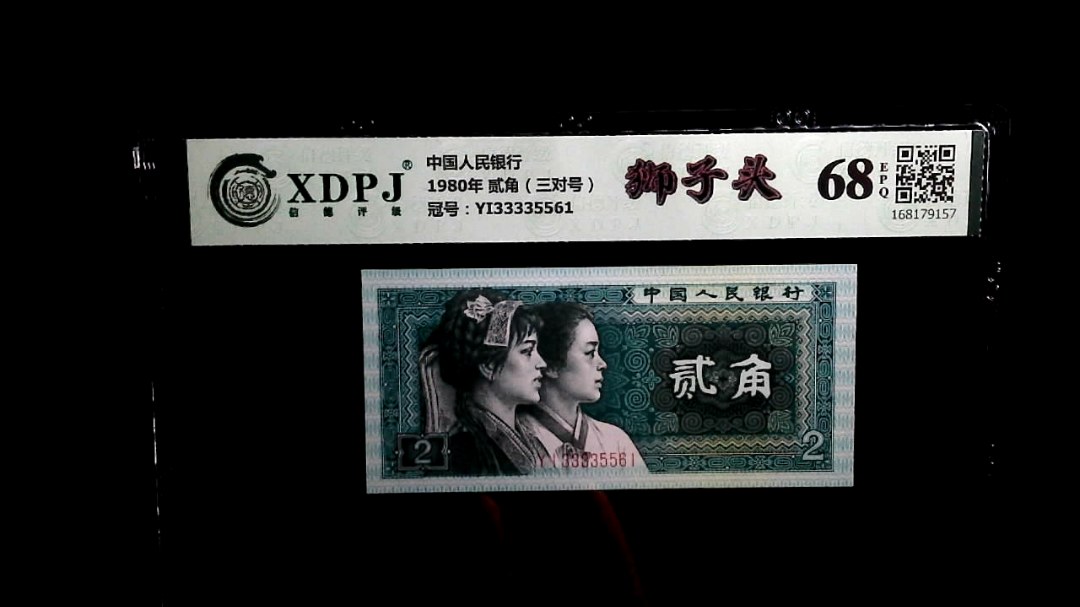 XDPJ®
信德评级
中国人民银行
1980年 贰角（三对号）
冠号：YI33335561
狮子头
68
EPQ
168179157
中国人民银行
贰角
2
2
YI33335561